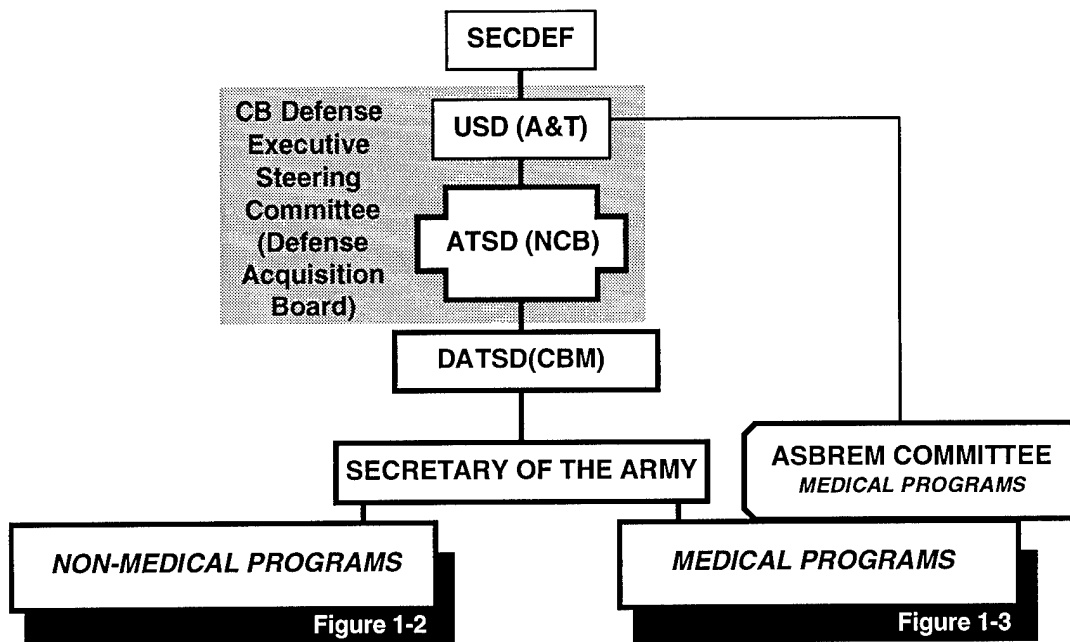 SECDEF
CB Defense
Executive
Steering
Committee
(Defense
Acquisition
Board)
USD (A&T)
ATSD (NCB)
DATSD(CBM)
SECRETARY OF THE ARMY
ASBREM COMMITTEE
MEDICAL PROGRAMS
NON-MEDICAL PROGRAMS
Figure 1-2
MEDICAL PROGRAMS
Figure 1-3